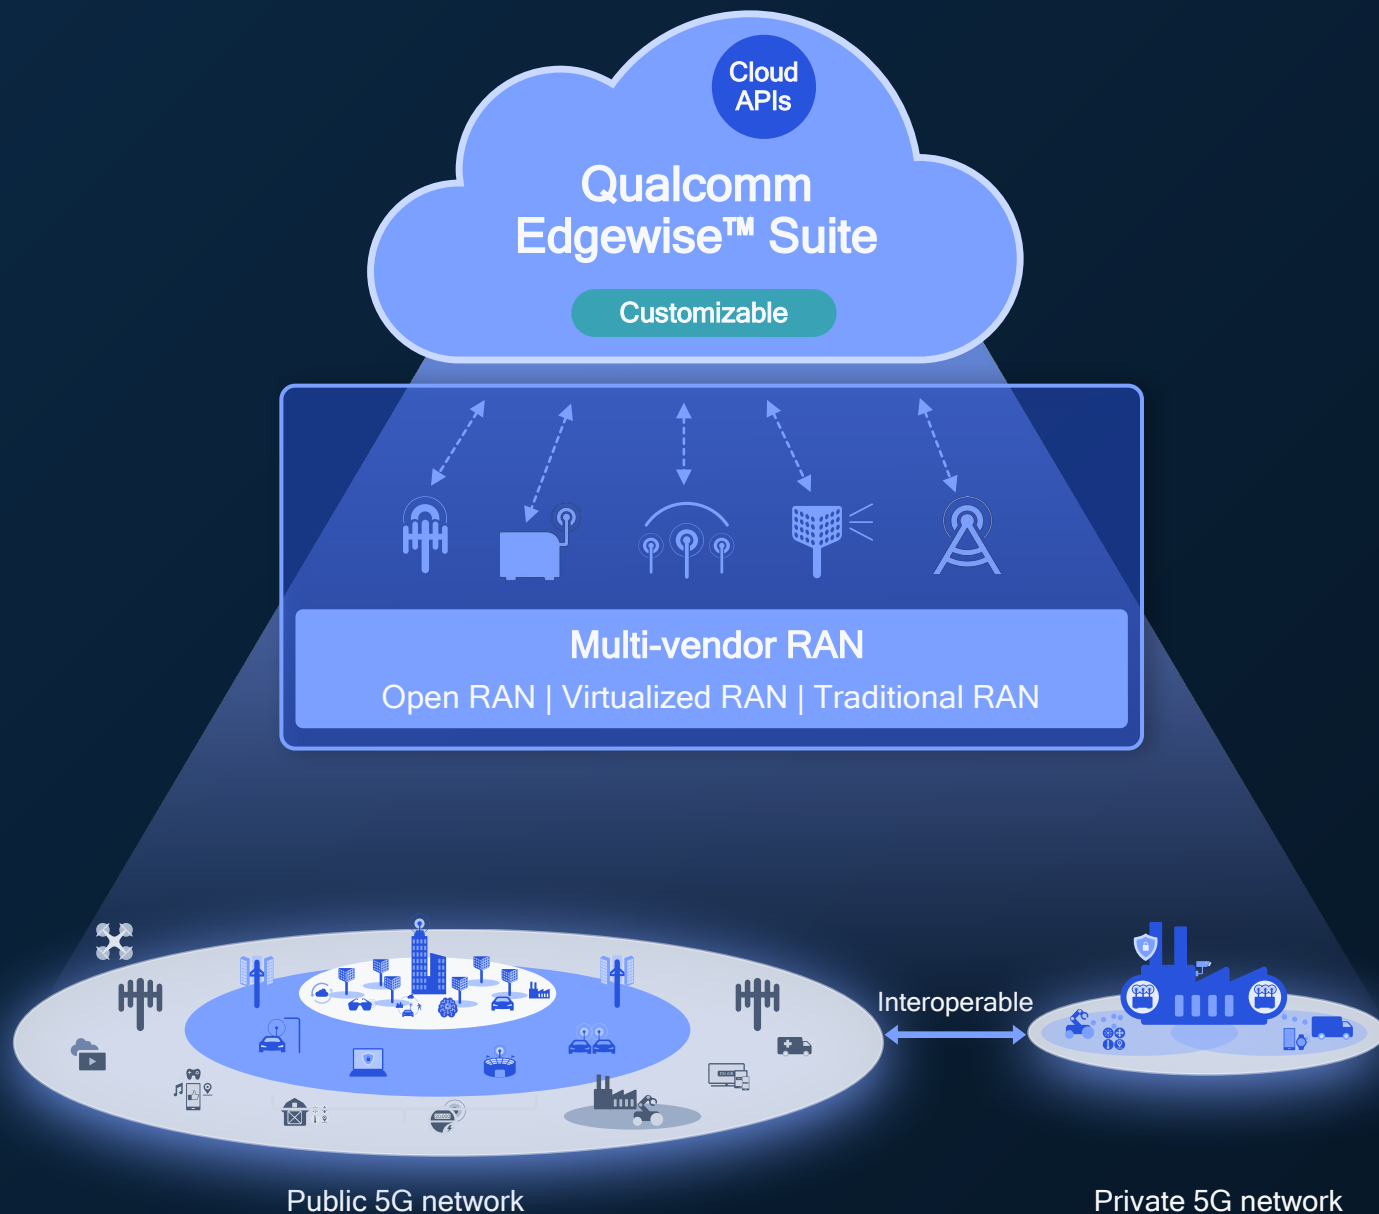 Cloud
APIs
Qualcomm
Edgewise™ Suite
Customizable
Multi-vendor RAN
Open RAN | Virtualized RAN | Traditional RAN
Interoperable
Public 5G network
Private 5G network